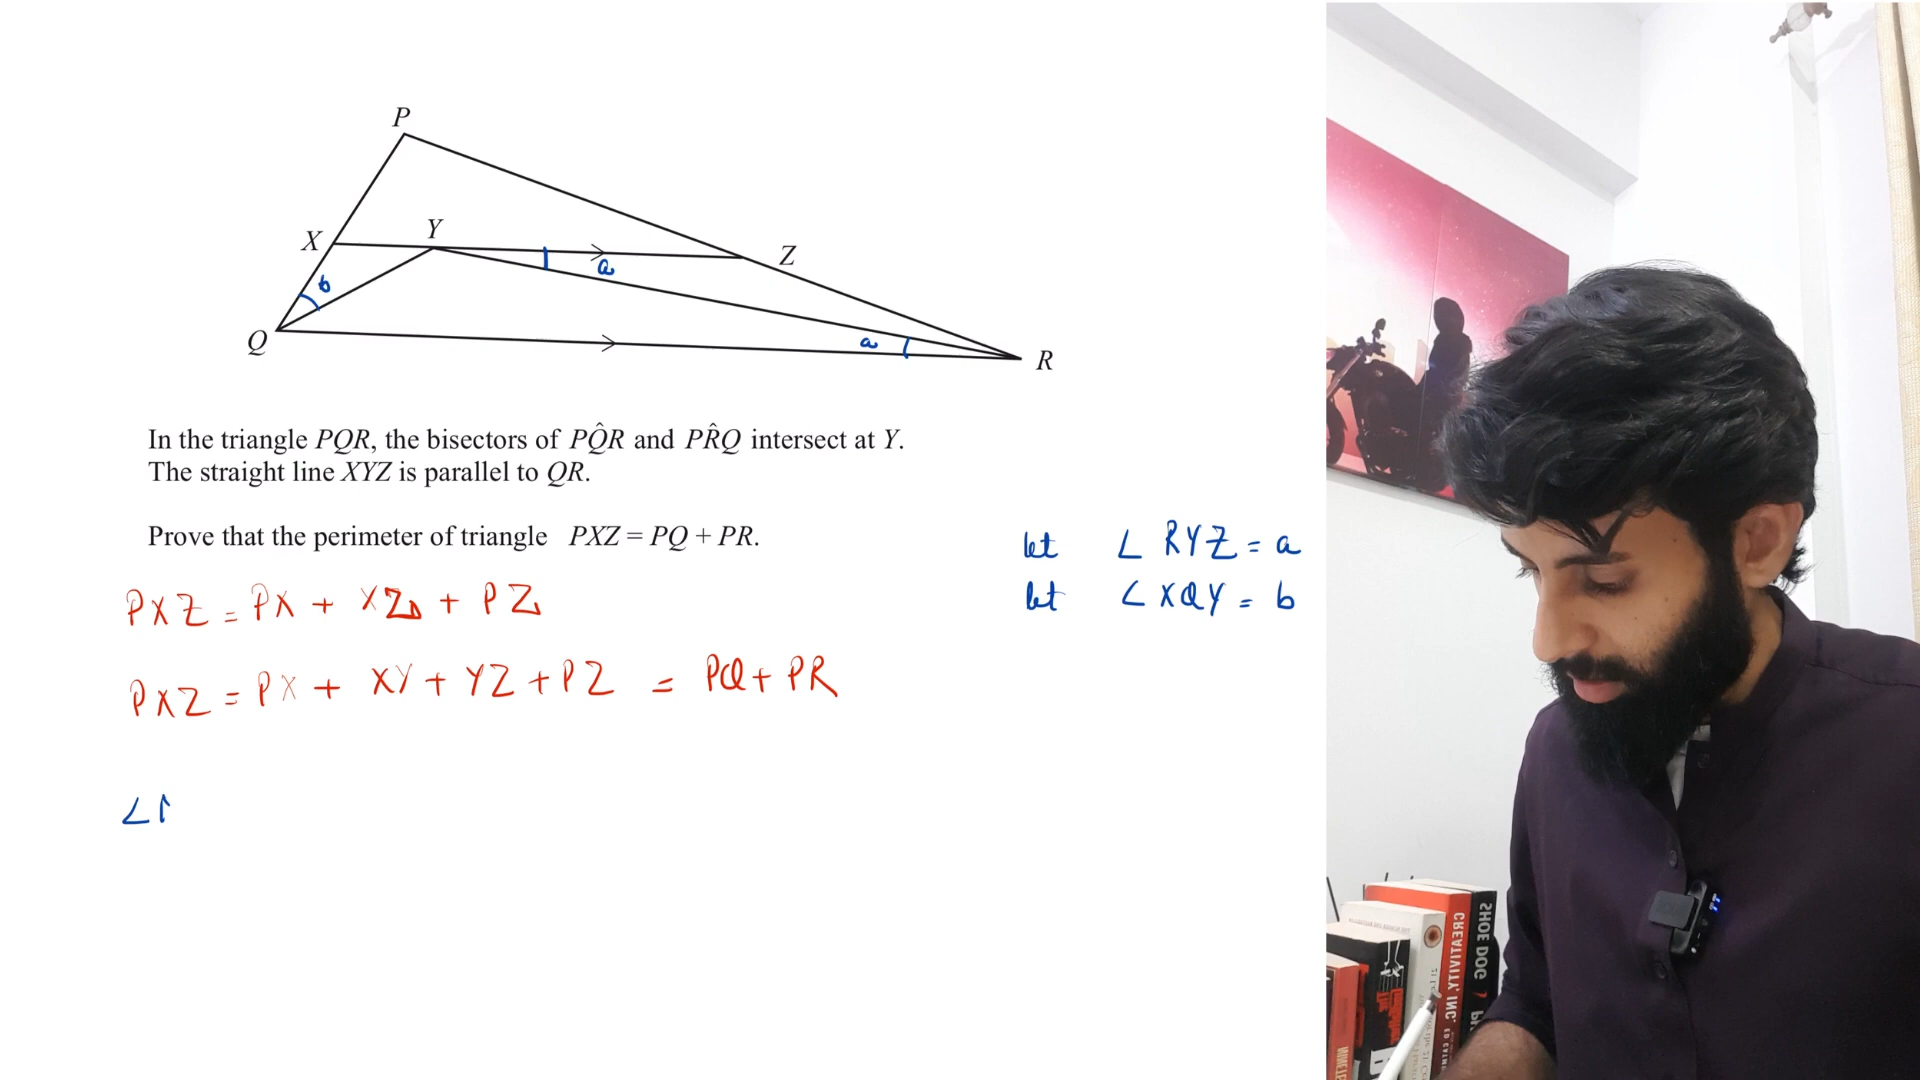 P
X
Y
Z
b
a
Q
a
R
In the triangle PQR, the bisectors of PQ̂R and PR̂Q intersect at Y.
The straight line XYZ is parallel to QR.
Prove that the perimeter of triangle PXZ = PQ + PR.
PXZ = PX + XZ + PZ
PXZ = PX + XY + YZ + PZ = PQ + PR
let ∠ RYZ = a
let ∠ XQY = b
SHOE DOG
CREATIVITY, INC.